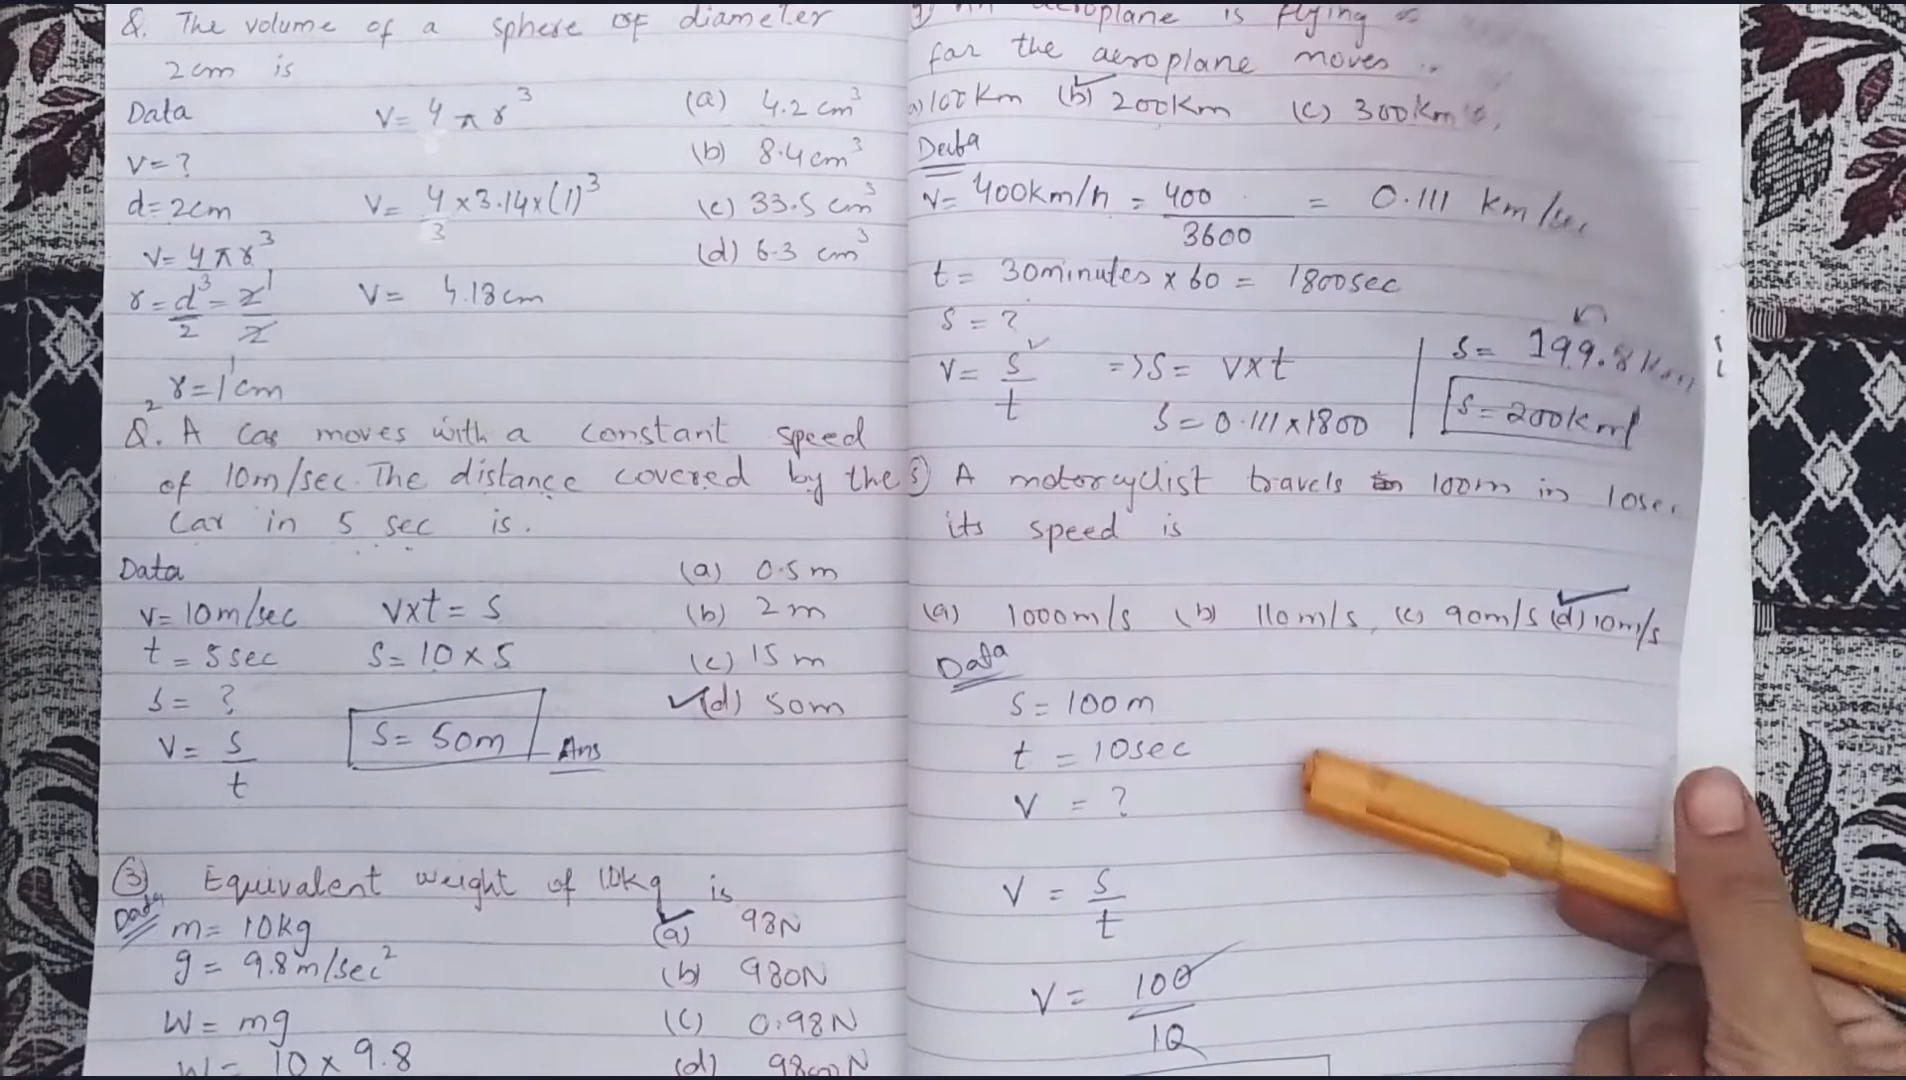 Q. The volume of a sphere of diameter
2cm is
Data
V = 4 π r³
(a) 4.2 cm³
V = ?
(b) 8.4 cm³
d = 2cm
V = 4/3 × 3.14 × (1)³
(c) 33.5 cm³
V = 4 π r³
3
(d) 6.3 cm³
r = d/2 = 2/2 1
V = 4.18 cm
r = 1 cm
2
Q. A car moves with a constant speed
of 10m/sec. The distance covered by the
car in 5 sec is.
Data
(a) 0.5 m
V = 10m/sec
V×t = S
(b) 2 m
t = 5 sec
S = 10 × 5
(c) 15 m
S = ?
(d) 50m
V = S/t
S = 50m Ans
(3) Equivalent weight of 10kg is
Data
m = 10kg
(a) 98N
g = 9.8 m/sec²
(b) 980N
W = mg
(c) 0.98N
W = 10 × 9.8
(d)
aeroplane is flying
far the aeroplane moves
a) 100 Km (b) 200Km (c) 300Km
Data
V = 400km/h = 400/3600 = 0.111 km/sec
t = 30minutes × 60 = 1800sec
S = ?
V = S/t => S = V×t
S = 0.111×1800
S = 199.8 Km
S = 200km
5) A motorcyclist travels in 100m in 10sec
its speed is
(a) 1000m/s (b) 110m/s, (c) 90m/s (d) 10m/s
Data
S = 100m
t = 10sec
V = ?
V = S/t
V = 100/10